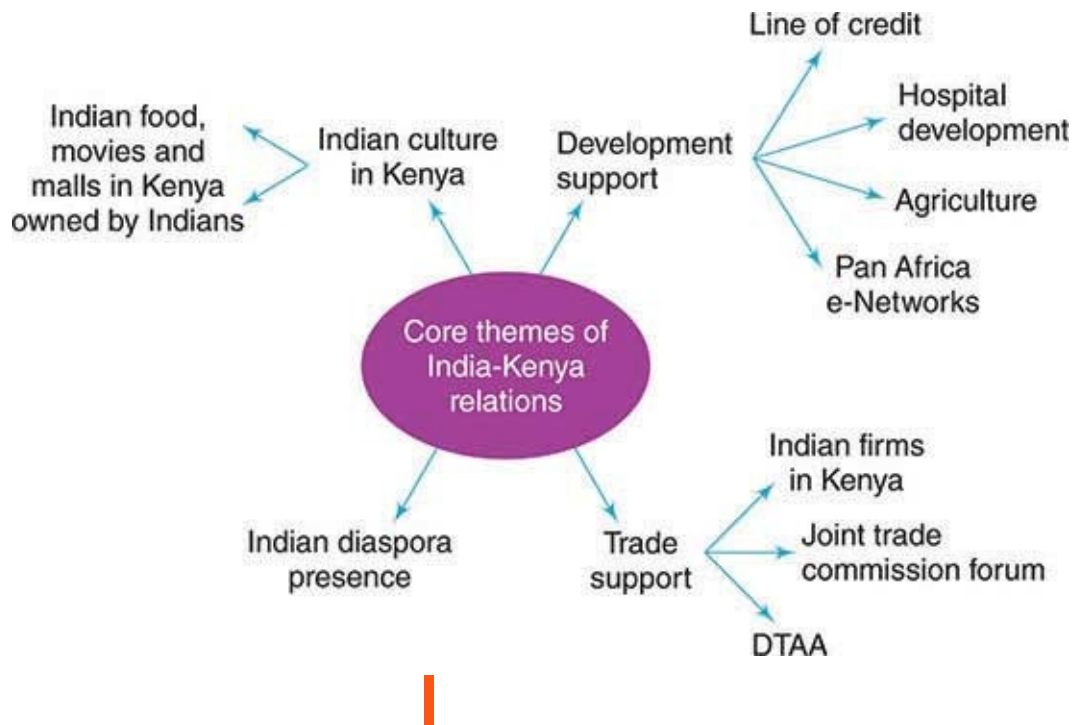 Line of credit
Hospital
development
Agriculture
Pan Africa
e-Networks
Development
support
Indian culture
in Kenya
Indian food,
movies and
malls in Kenya
owned by Indians
Core themes of
India-Kenya
relations
Indian diaspora
presence
Trade
support
Indian firms
in Kenya
Joint trade
commission forum
DTAA